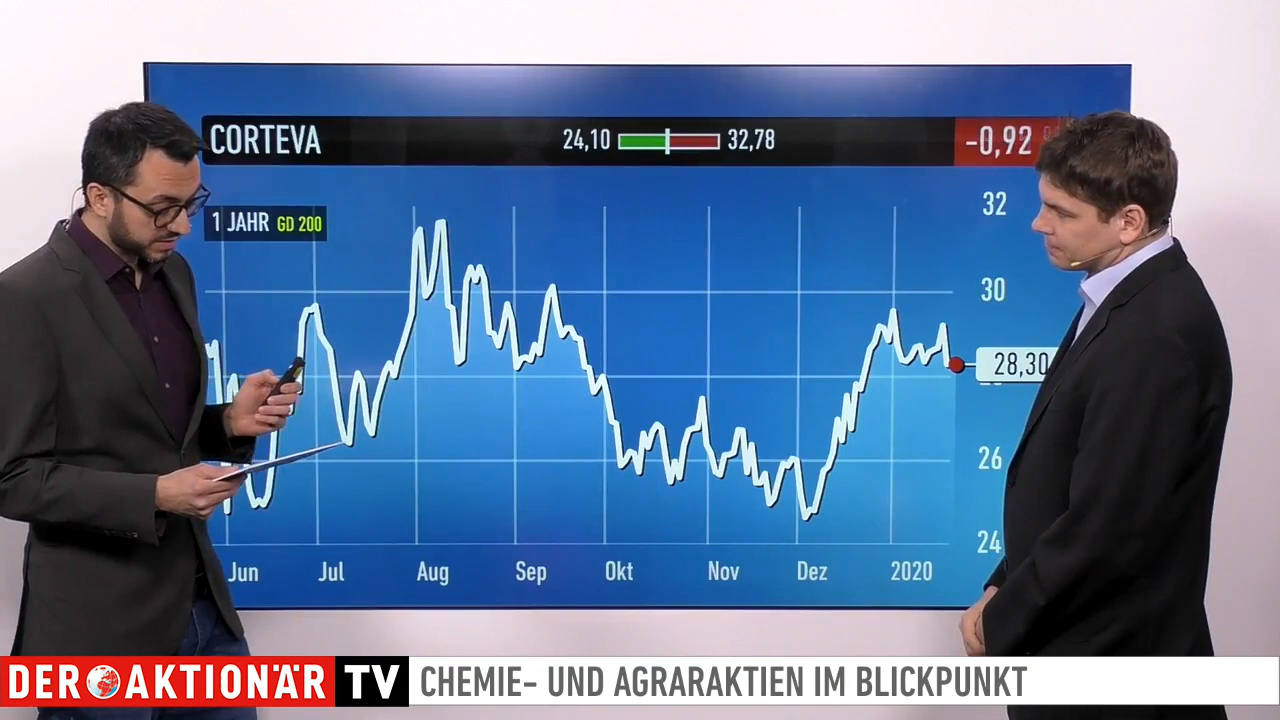 CORTEVA
24,10 32,78
-0,92
1 JAHR GD 200
32
30
28,30
26
24
Jun Jul Aug Sep Okt Nov Dez 2020
DER AKTIONÄR TV CHEMIE- UND AGRARAKTIEN IM BLICKPUNKT